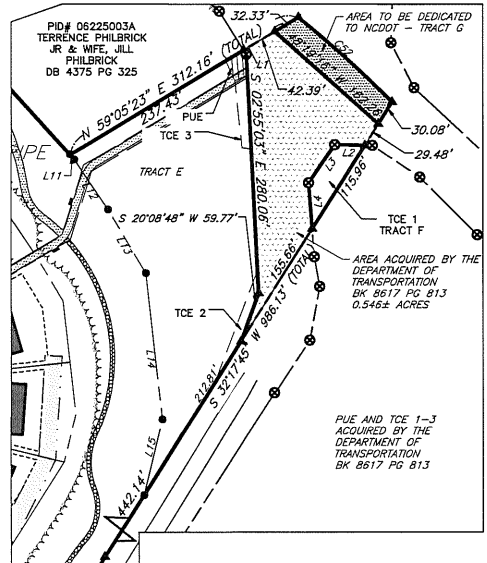 PID# 06225003A
TERRENCE PHILBRICK
JR & WIFE, JILL
PHILBRICK
DB 4375 PG 325
32.33'
AREA TO BE DEDICATED
TO NCDOT – TRACT G
C52
N 59°05'23" E 312.16' (TOTAL)
237.43'
L1
42.39'
PUE
TCE 3
S 02°55'03" E 280.06'
30.08'
29.48'
L11
L12
TRACT E
L3
L2
L4
115.96
TCE 1
TRACT F
S 20°08'48" W 59.77'
L13
155.66'
AREA ACQUIRED BY THE
DEPARTMENT OF
TRANSPORTATION
BK 8617 PG 813
0.546± ACRES
TCE 2
S 32°17'45" W 986.13' (TOTAL)
212.81'
L14
L15
442.14'
PUE AND TCE 1–3
ACQUIRED BY THE
DEPARTMENT OF
TRANSPORTATION
BK 8617 PG 813